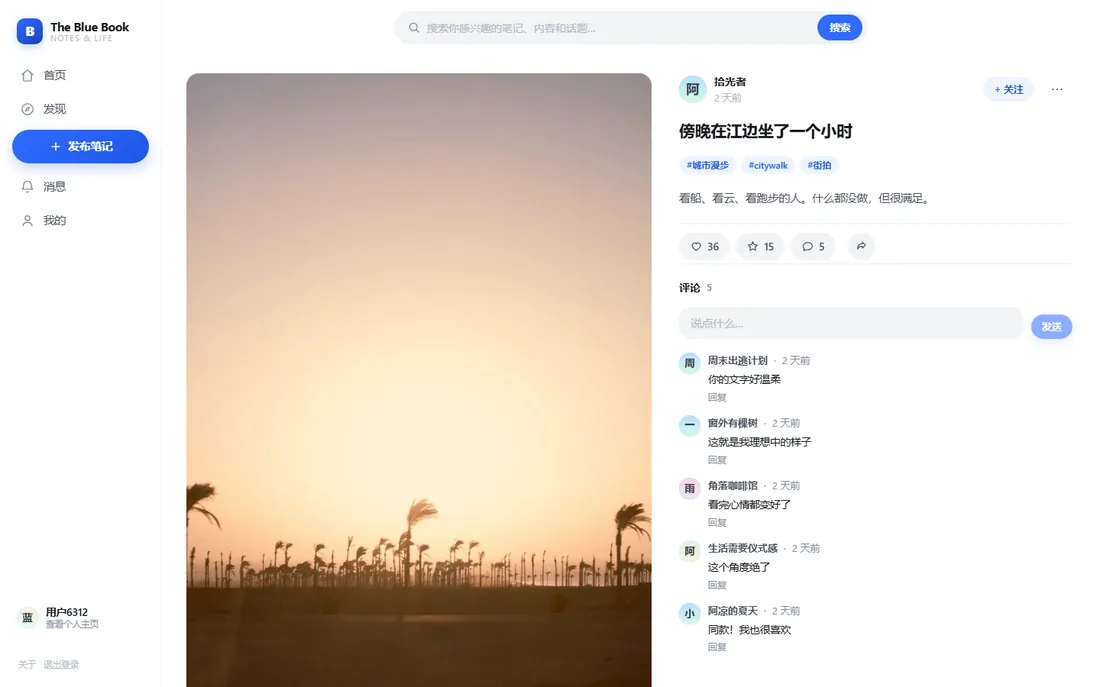 B
The Blue Book
NOTES & LIFE
首页
发现
+ 发布笔记
消息
我的
蓝
用户6312
查看个人主页
关于 退出登录
搜索你感兴趣的笔记、内容和话题...
搜索
阿
拾光者
2 天前
+ 关注
...
傍晚在江边坐了一个小时
#城市漫步 #citywalk #街拍
看船、看云、看跑步的人。什么都没做，但很满足。
36 15 5
评论 5
说点什么...
发送
周
周末出逃计划 · 2 天前
你的文字好温柔
回复
一
窗外有棵树 · 2 天前
这就是我理想中的样子
回复
雨
角落咖啡馆 · 2 天前
看完心情都变好了
回复
阿
生活需要仪式感 · 2 天前
这个角度绝了
回复
小
阿凉的夏天 · 2 天前
同款！我也很喜欢
回复